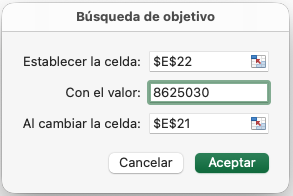 Búsqueda de objetivo
Establecer la celda: $E$22
Con el valor: 8625030
Al cambiar la celda: $E$21
Cancelar Aceptar